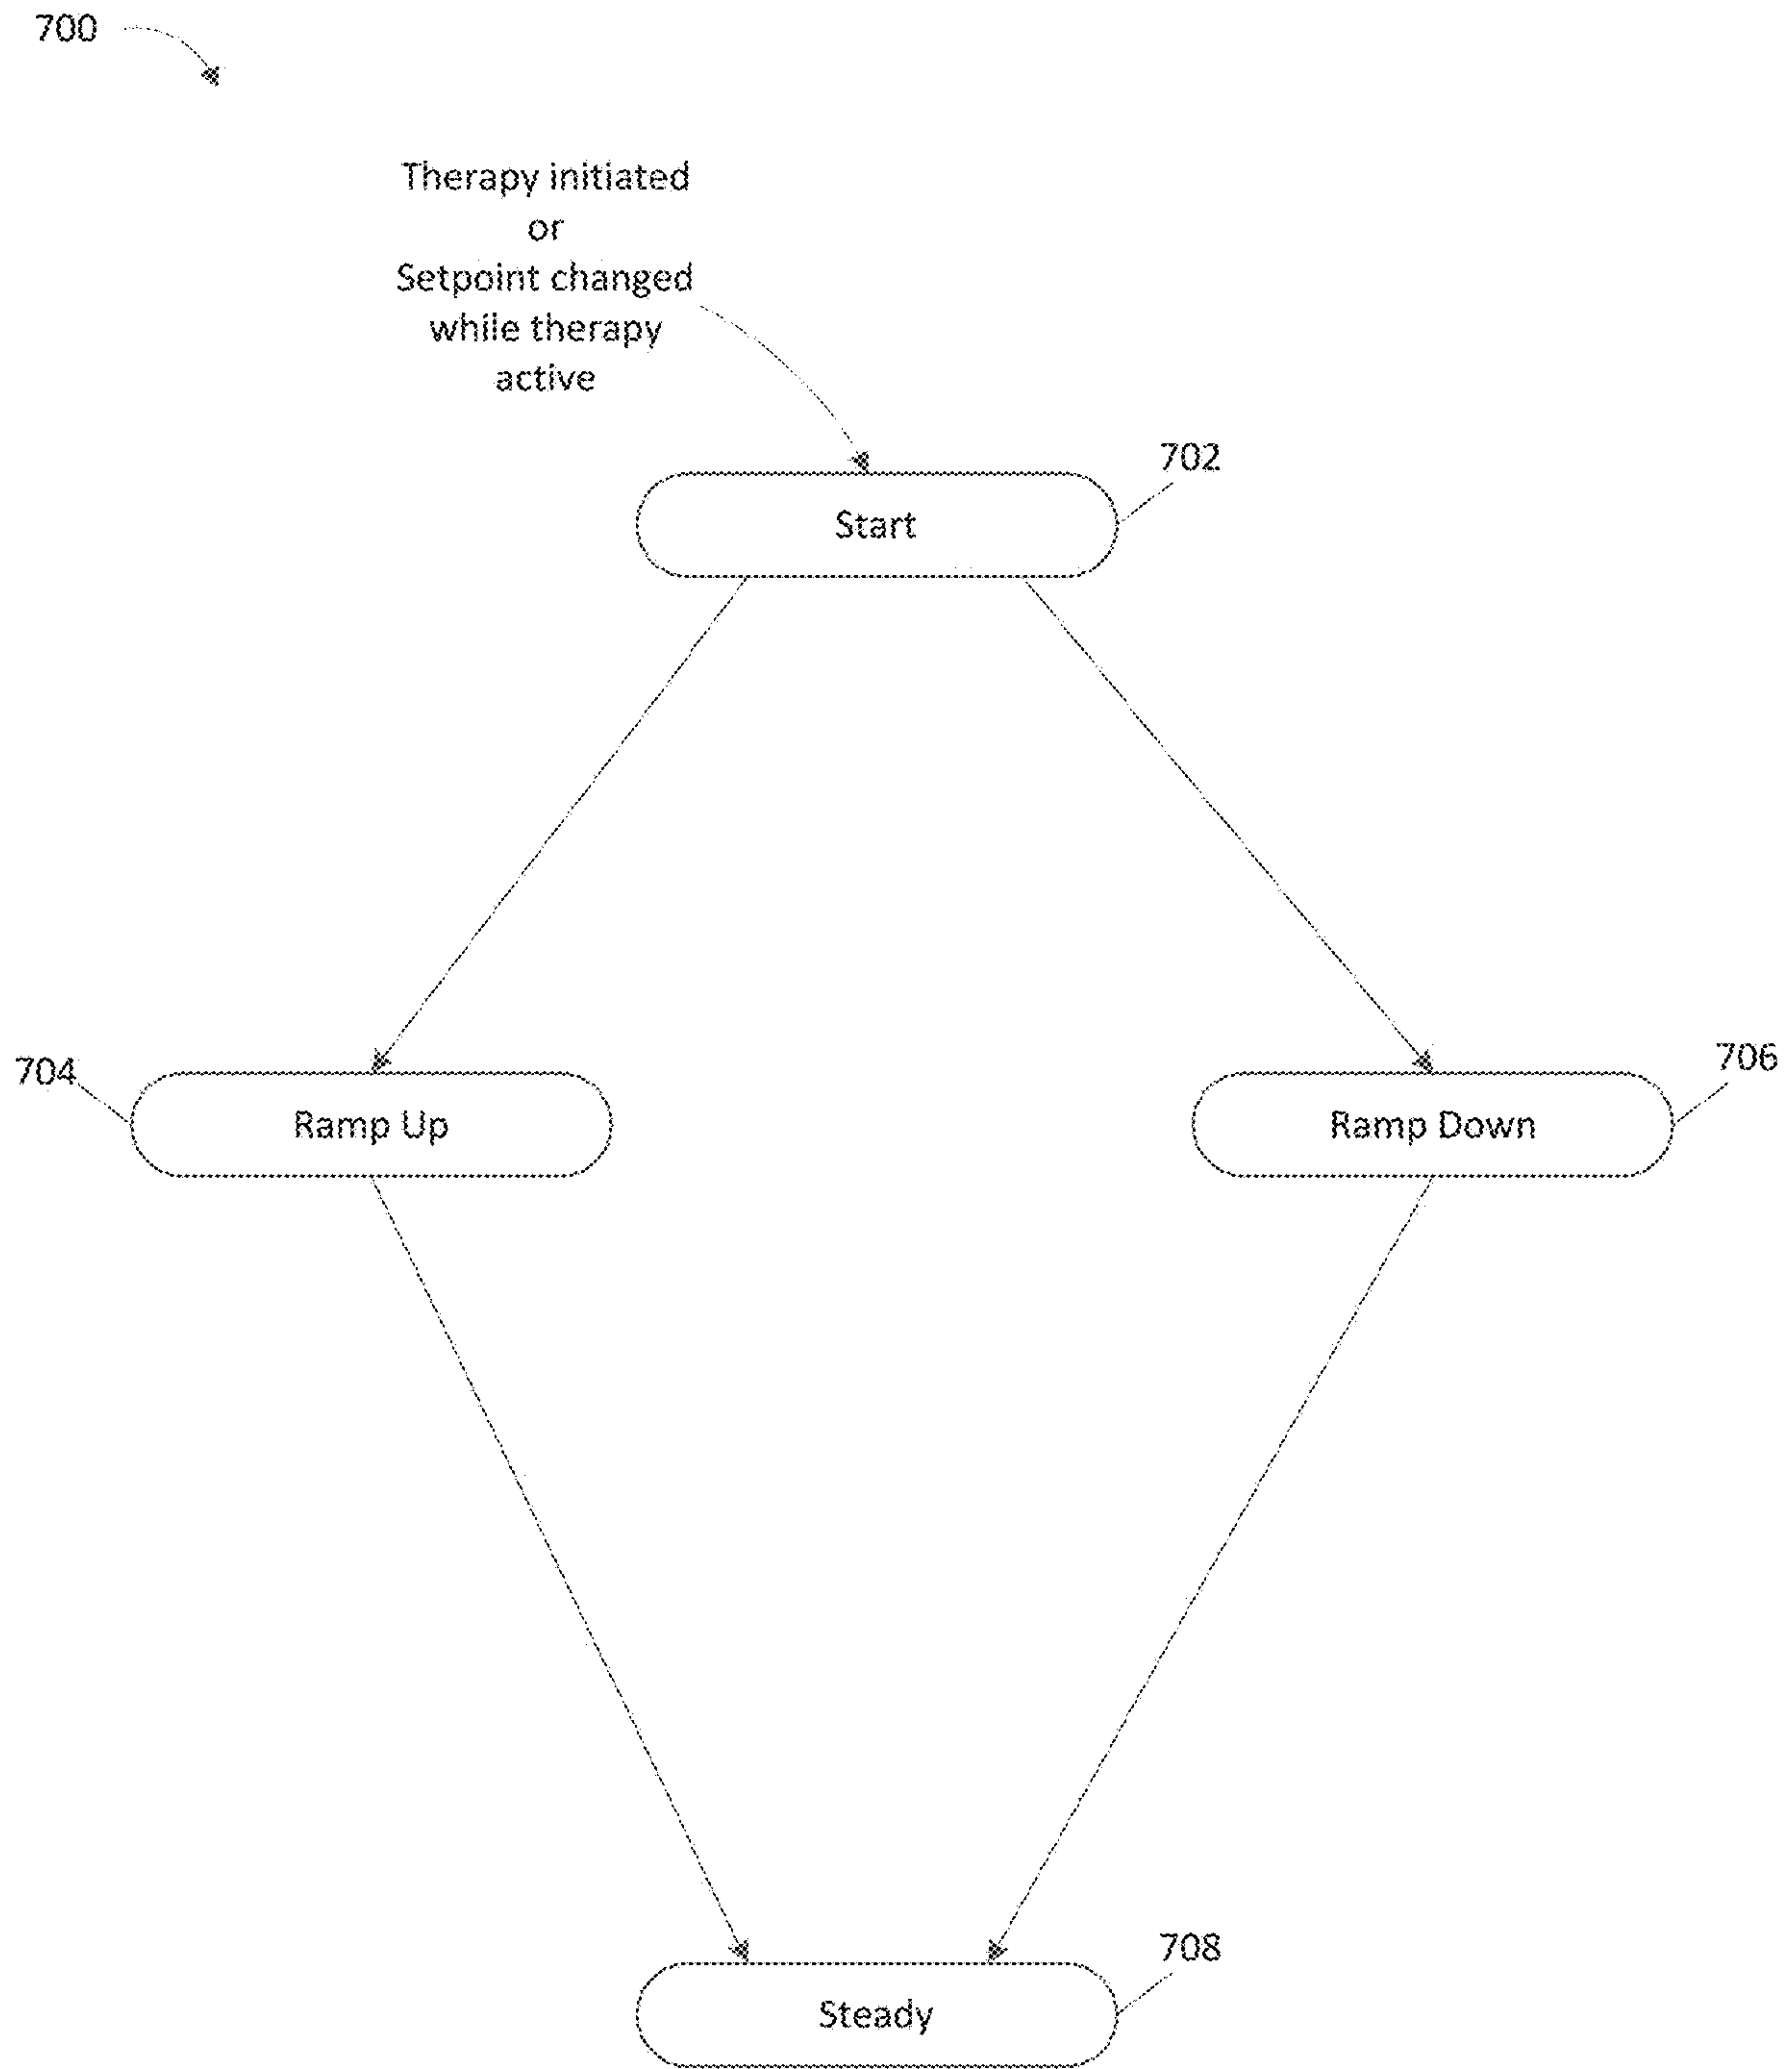 700
Therapy initiated
or
Setpoint changed
while therapy
active
702
Start
704
Ramp Up
706
Ramp Down
708
Steady